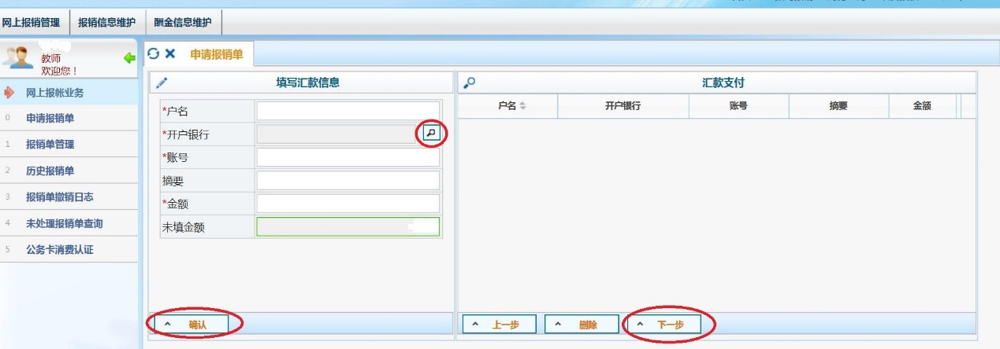 网上报销管理 报销信息维护 酬金信息维护
教师
欢迎您！
申请报销单
网上报帐业务
0 申请报销单
1 报销单管理
2 历史报销单
3 报销单撤销日志
4 未处理报销单查询
5 公务卡消费认证
填写汇款信息
*户名
*开户银行
*账号
摘要
*金额
未填金额
确认
汇款支付
户名 开户银行 账号 摘要 金额
上一步 删除 下一步